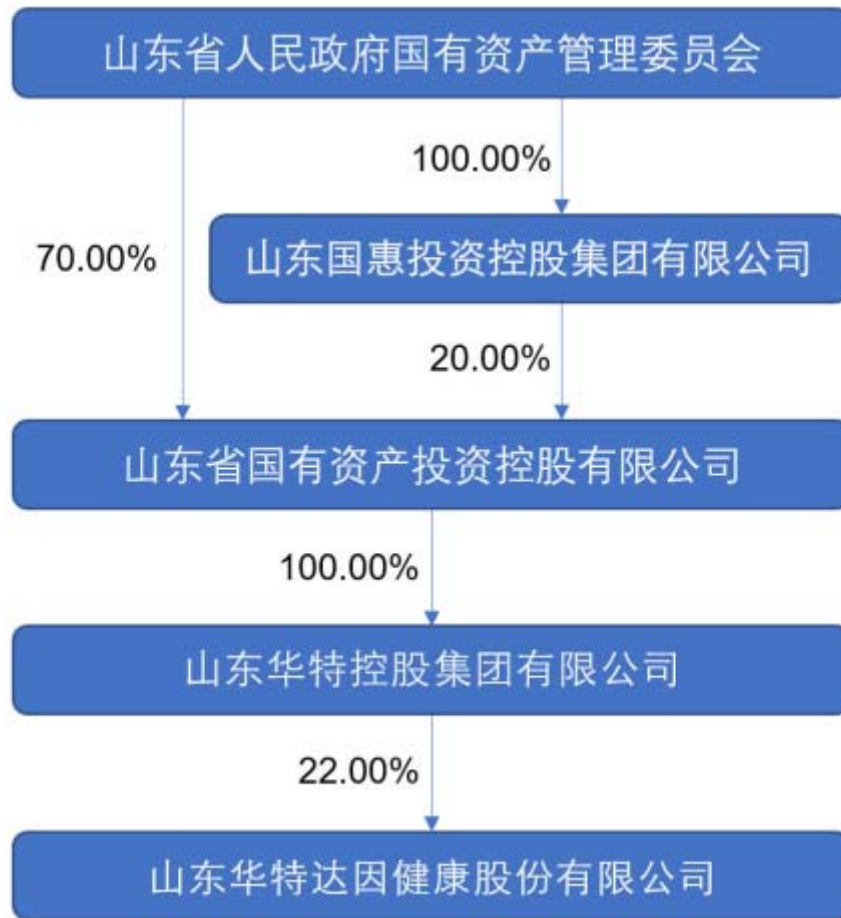 山东省人民政府国有资产管理委员会
100.00%
70.00%
山东国惠投资控股集团有限公司
20.00%
山东省国有资产投资控股有限公司
100.00%
山东华特控股集团有限公司
22.00%
山东华特达因健康股份有限公司